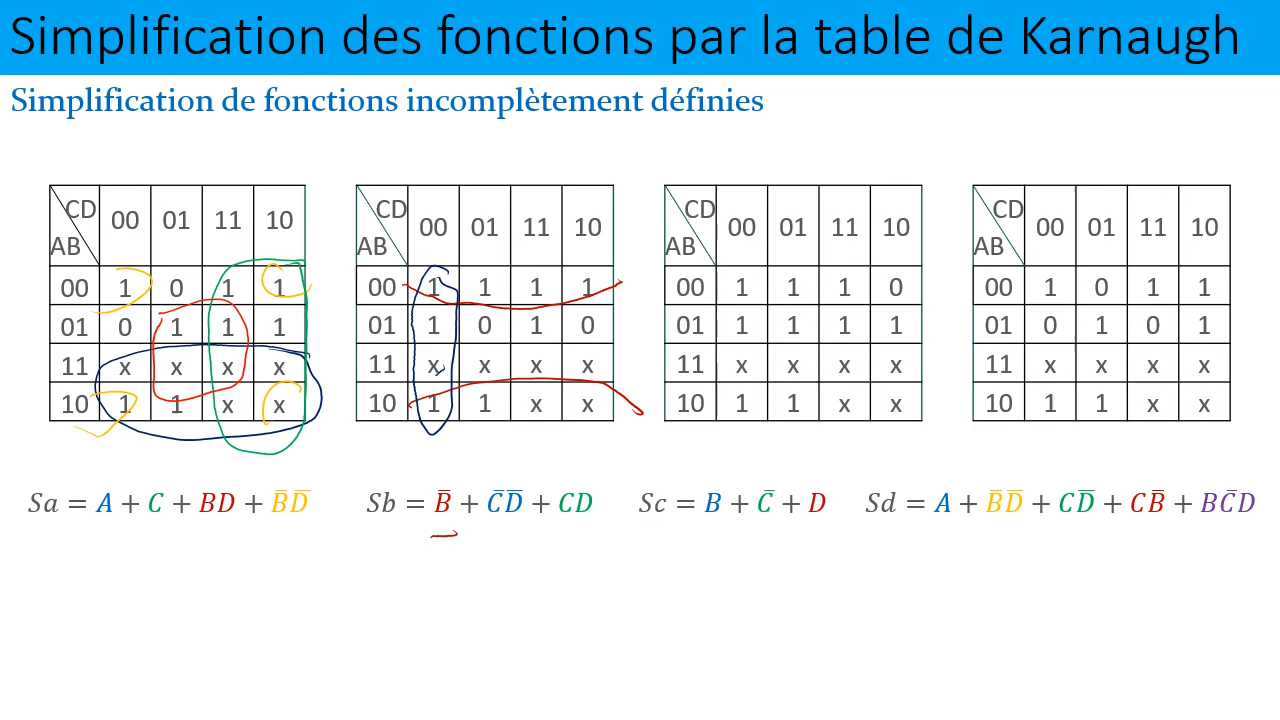 Simplification des fonctions par la table de Karnaugh
Simplification de fonctions incomplètement définies
CD AB 00 01 11 10
00 1 0 1 1
01 0 1 1 1
11 x x x x
10 1 1 x x
CD AB 00 01 11 10
00 1 1 1 1
01 1 0 1 0
11 x x x x
10 1 1 x x
CD AB 00 01 11 10
00 1 1 1 0
01 1 1 1 1
11 x x x x
10 1 1 x x
CD AB 00 01 11 10
00 1 0 1 1
01 0 1 0 1
11 x x x x
10 1 1 x x
Sa = A + C + BD + B̅D̅
Sb = B̅ + C̅D̅ + CD
Sc = B + C̅ + D
Sd = A + B̅D̅ + CD̅ + CB̅ + BC̅D